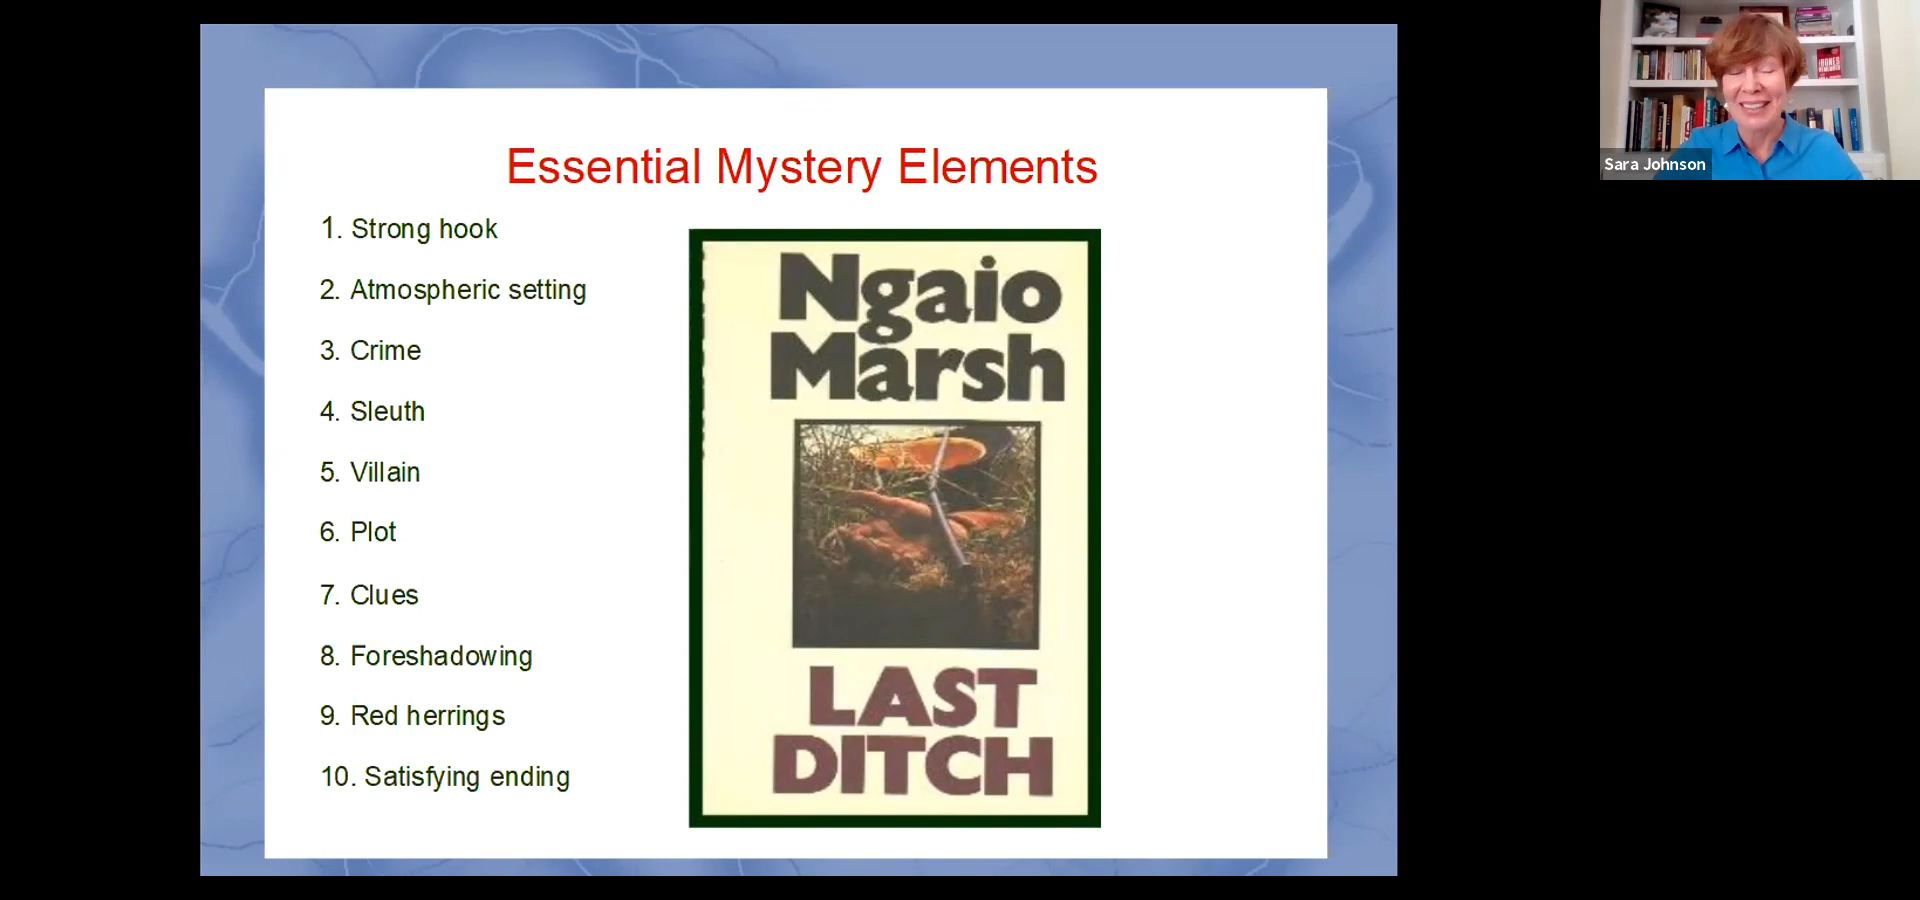 Essential Mystery Elements
1. Strong hook
2. Atmospheric setting
3. Crime
4. Sleuth
5. Villain
6. Plot
7. Clues
8. Foreshadowing
9. Red herrings
10. Satisfying ending
Ngaio
Marsh
LAST
DITCH
Sara Johnson